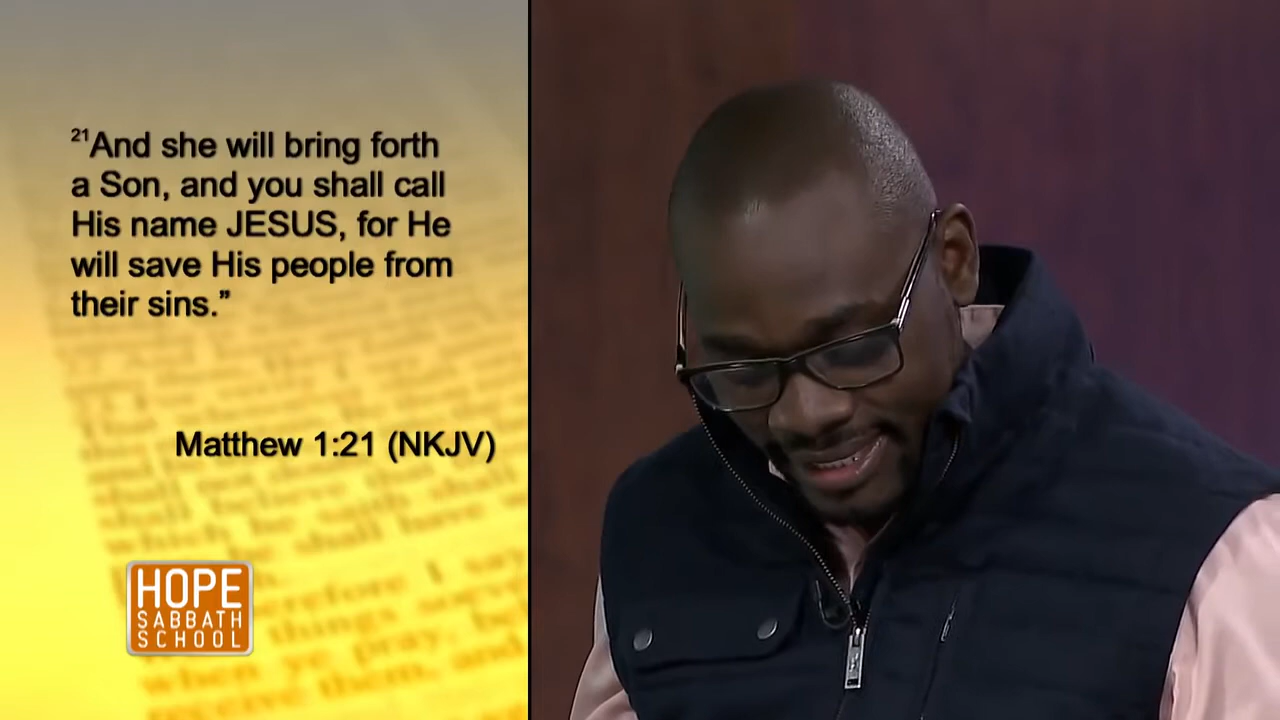 ²¹And she will bring forth
a Son, and you shall call
His name JESUS, for He
will save His people from
their sins.”
Matthew 1:21 (NKJV)
HOPE
SABBATH
SCHOOL